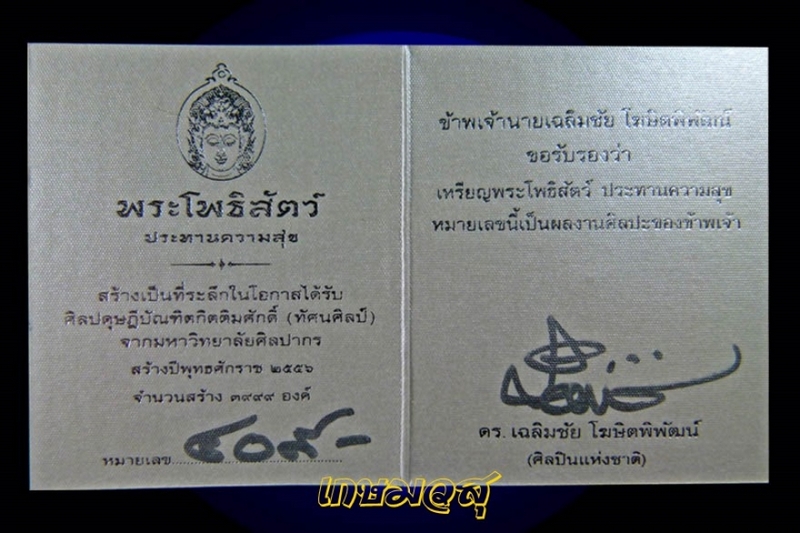 พระโพธิสัตว์
ประทานความสุข
สร้างเป็นที่ระลึกในโอกาสได้รับ
ศิลปดุษฎีบัณฑิตกิตติมศักดิ์ (ทัศนศิลป์)
จากมหาวิทยาลัยศิลปากร
สร้างปีพุทธศักราช ๒๕๕๖
จำนวนสร้าง ๓๙๙๙ องค์
หมายเลข ๔๐๙-
ข้าพเจ้านายเฉลิมชัย โฆษิตพิพัฒน์
ขอรับรองว่า
เหรียญพระโพธิสัตว์ ประทานความสุข
หมายเลขนี้เป็นผลงานศิลปะของข้าพเจ้า
ดร. เฉลิมชัย โฆษิตพิพัฒน์
(ศิลปินแห่งชาติ)
เกษมวสุ